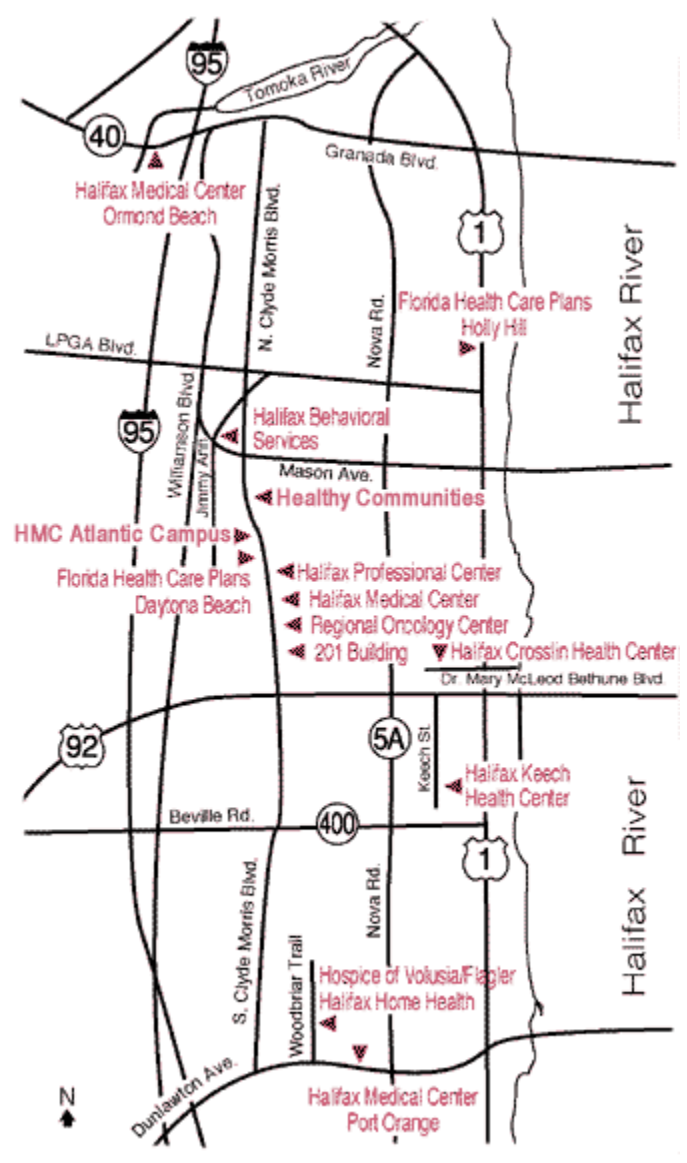 95
Tomoka River
40
Granada Blvd.
Halifax Medical Center
Ormond Beach
N. Clyde Morris Blvd.
1
Halifax River
Florida Health Care Plans
Holly Hill
Nova Rd.
LPGA Blvd.
95
Williamson Blvd
Jimmy Ann
Halifax Behavioral
Services
Mason Ave.
Healthy Communities
HMC Atlantic Campus
Florida Health Care Plans
Daytona Beach
Halifax Professional Center
Halifax Medical Center
Regional Oncology Center
201 Building
Halifax Crosslin Health Center
Dr. Mary McLeod Bethune Blvd.
92
5A
Keech St.
Halifax Keech
Health Center
Beville Rd.
400
1
Halifax River
S. Clyde Morris Blvd.
Nova Rd.
Woodbriar Trail
Hospice of Volusia/Flagler
Halifax Home Health
Dunlawton Ave.
Halifax Medical Center
Port Orange
N